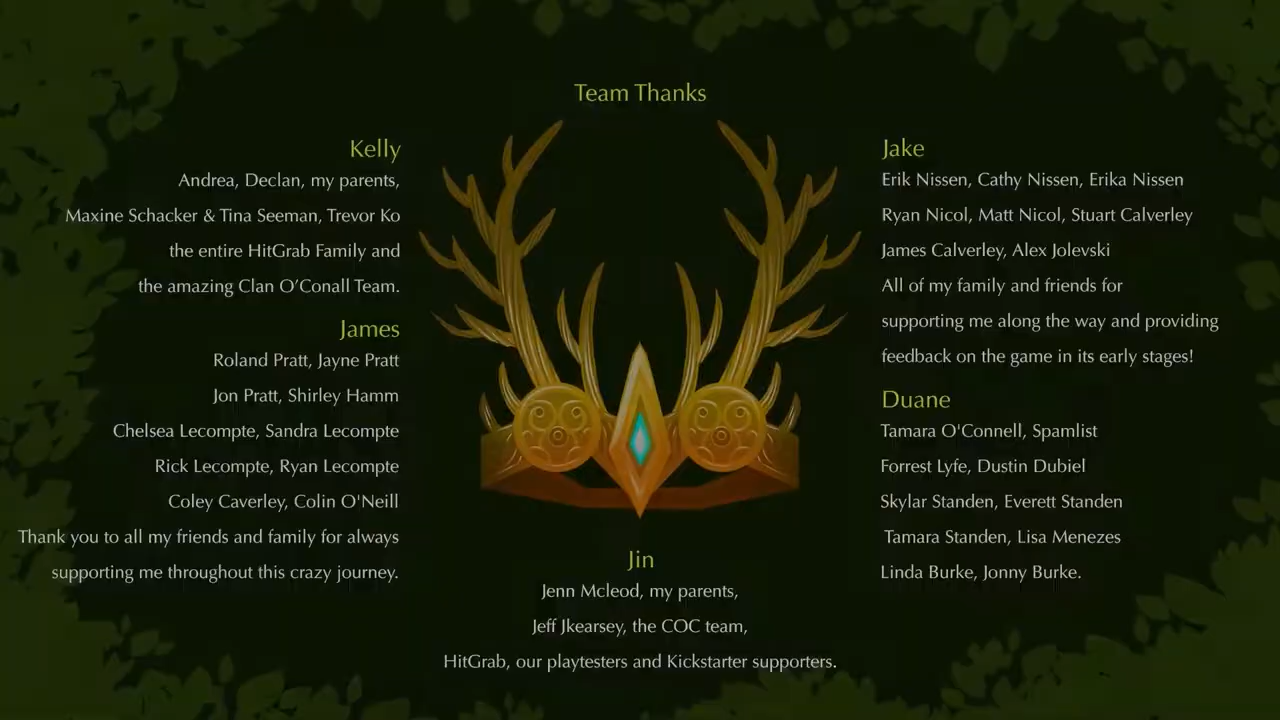 Team Thanks
Kelly
Andrea, Declan, my parents,
Maxine Schacker & Tina Seeman, Trevor Ko
the entire HitGrab Family and
the amazing Clan O’Conall Team.
James
Roland Pratt, Jayne Pratt
Jon Pratt, Shirley Hamm
Chelsea Lecompte, Sandra Lecompte
Rick Lecompte, Ryan Lecompte
Coley Caverley, Colin O'Neill
Thank you to all my friends and family for always
supporting me throughout this crazy journey.
Jin
Jenn Mcleod, my parents,
Jeff Jkearsey, the COC team,
HitGrab, our playtesters and Kickstarter supporters.
Jake
Erik Nissen, Cathy Nissen, Erika Nissen
Ryan Nicol, Matt Nicol, Stuart Calverley
James Calverley, Alex Jolevski
All of my family and friends for
supporting me along the way and providing
feedback on the game in its early stages!
Duane
Tamara O'Connell, Spamlist
Forrest Lyfe, Dustin Dubiel
Skylar Standen, Everett Standen
Tamara Standen, Lisa Menezes
Linda Burke, Jonny Burke.